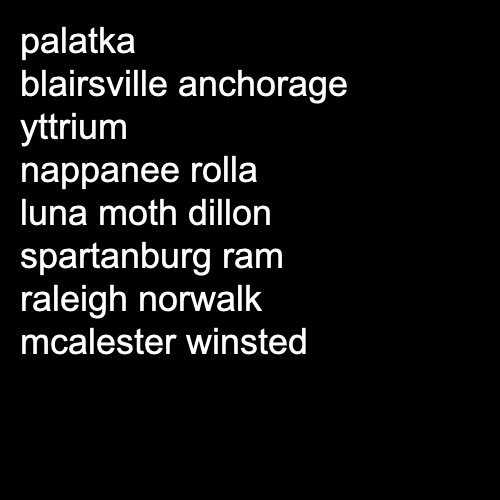 palatka
blairsville anchorage
yttrium
nappanee rolla
luna moth dillon
spartanburg ram
raleigh norwalk
mcalester winsted